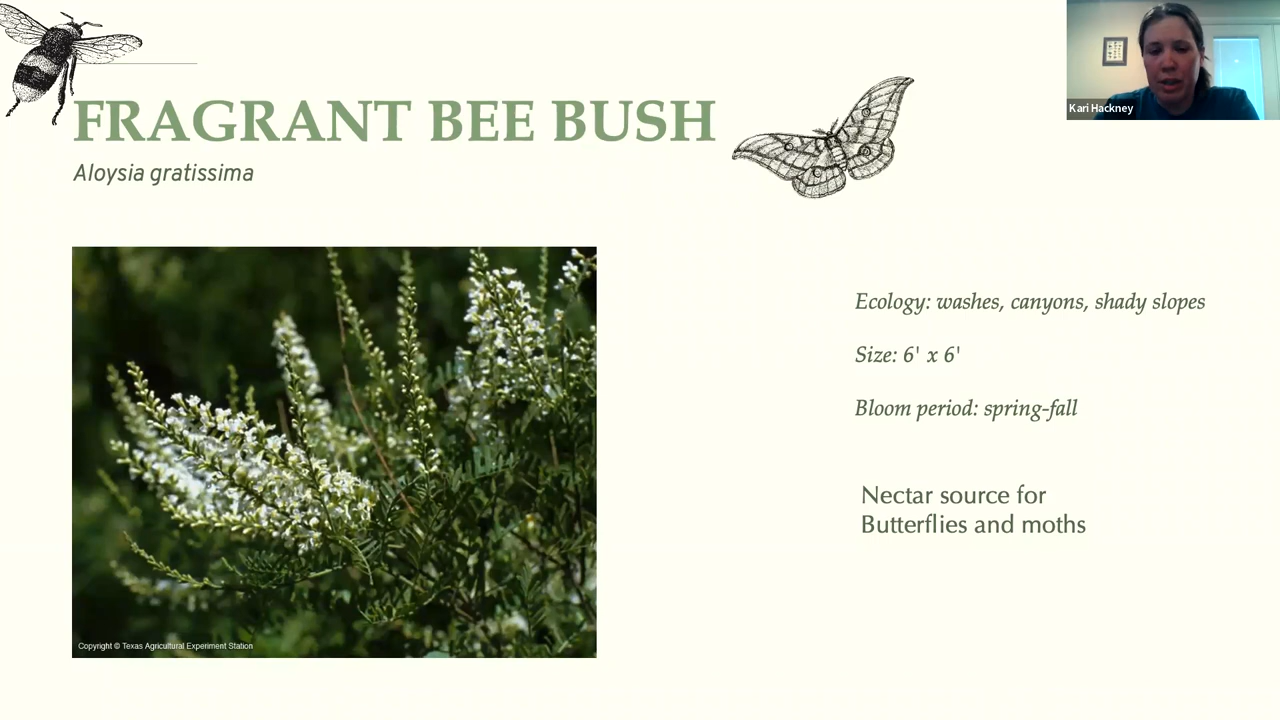 Kari Hackney
FRAGRANT BEE BUSH
Aloysia gratissima
Ecology: washes, canyons, shady slopes
Size: 6' x 6'
Bloom period: spring-fall
Nectar source for
Butterflies and moths
Copyright © Texas Agricultural Experiment Station